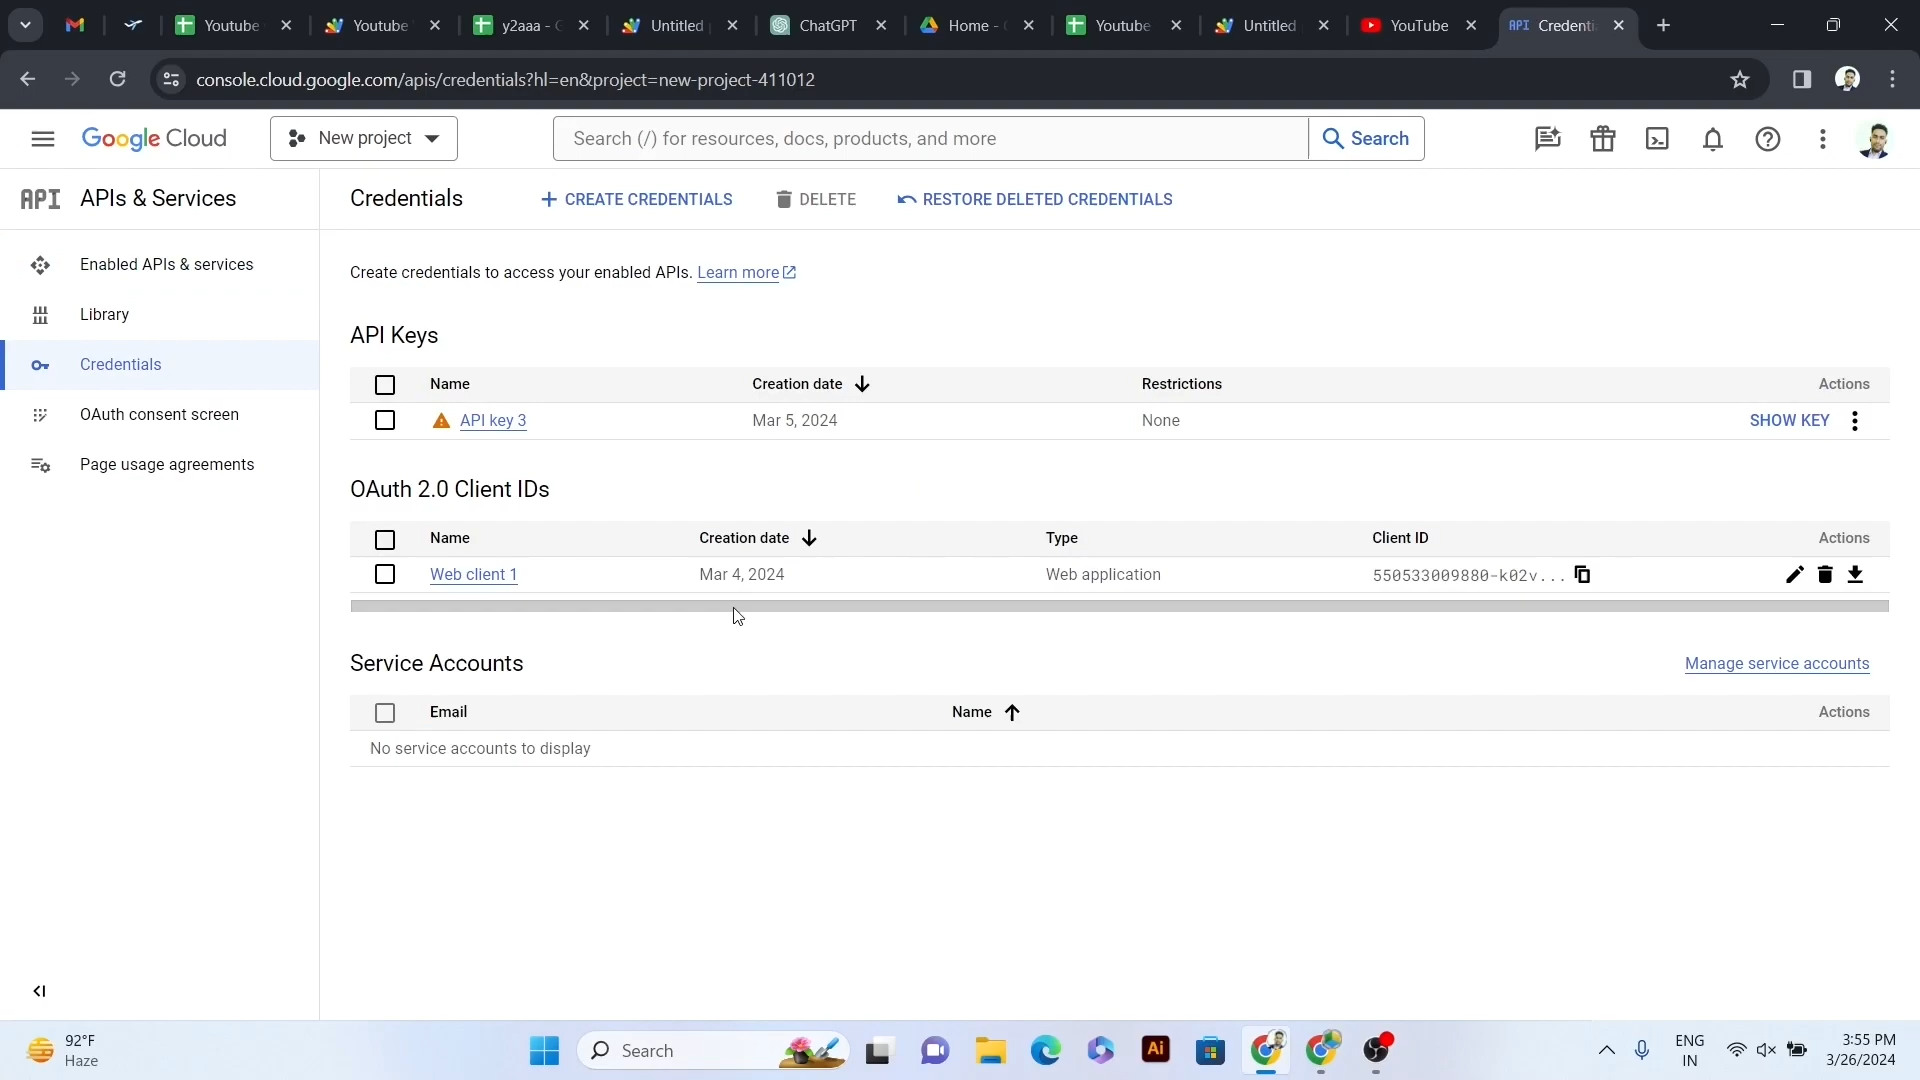 Youtube
Youtube
y2aaa - G
Untitled
ChatGPT
Home -
Youtube
Untitled
YouTube
API Credenti
console.cloud.google.com/apis/credentials?hl=en&project=new-project-411012
Google Cloud
New project
Search (/) for resources, docs, products, and more
Search
API APIs & Services
Credentials
CREATE CREDENTIALS
DELETE
RESTORE DELETED CREDENTIALS
Enabled APIs & services
Library
Credentials
OAuth consent screen
Page usage agreements
Create credentials to access your enabled APIs. Learn more
API Keys
Name Creation date Restrictions Actions
API key 3 Mar 5, 2024 None SHOW KEY
OAuth 2.0 Client IDs
Name Creation date Type Client ID Actions
Web client 1 Mar 4, 2024 Web application 550533009880-k02v...
Service Accounts
Manage service accounts
Email Name Actions
No service accounts to display
92°F
Haze
Search
Ai
ENG
IN
3:55 PM
3/26/2024